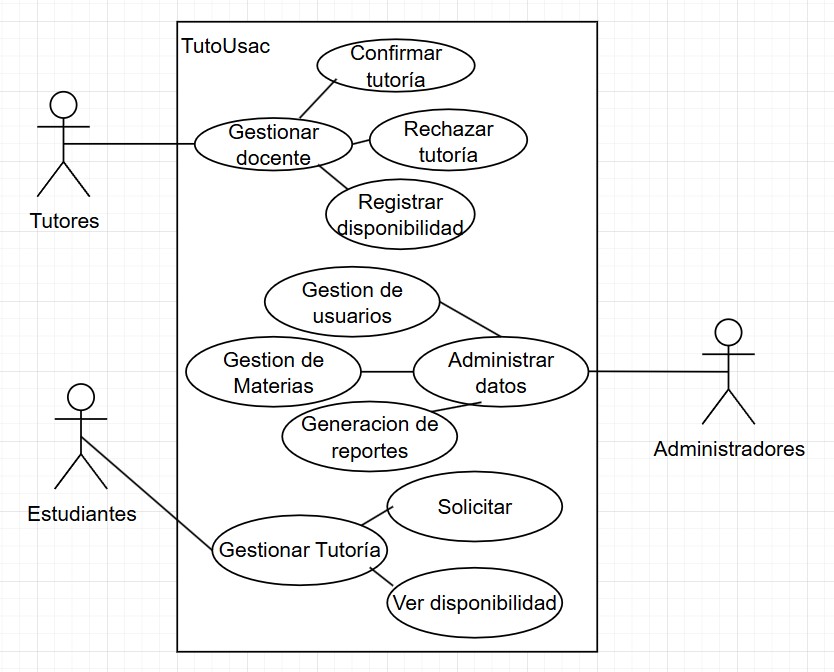 TutoUsac
Confirmar
tutoría
Gestionar
docente
Rechazar
tutoría
Registrar
disponibilidad
Tutores
Gestion de
usuarios
Gestion de
Materias
Administrar
datos
Generacion de
reportes
Administradores
Estudiantes
Solicitar
Gestionar Tutoría
Ver disponibilidad